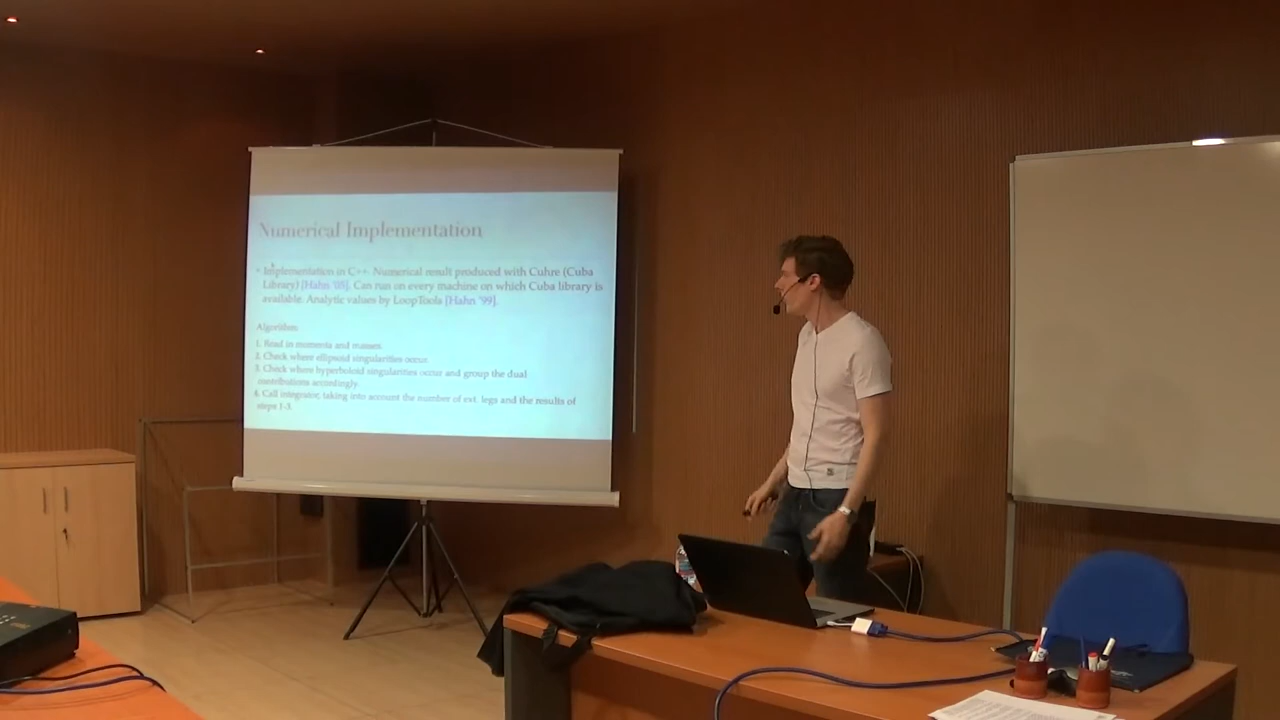 Numerical Implementation
• Implementation in C++. Numerical result produced with Cuhre (Cuba
Library) [Hahn '05]. Can run on every machine on which Cuba library is
available. Analytic values by LoopTools [Hahn '99].
Algorithm:
1. Read in momenta and masses.
2. Check where ellipsoid singularities occur.
3. Check where hyperboloid singularities occur and group the dual
contributions accordingly.
4. Call integrator, taking into account the number of ext. legs and the results of
steps 1-3.